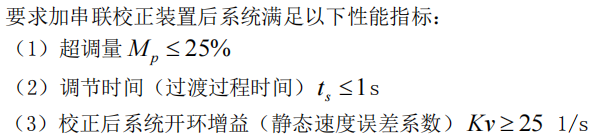 要求加串联校正装置后系统满足以下性能指标：
（1）超调量 Mp ≤ 25%
（2）调节时间（过渡过程时间）ts ≤ 1s
（3）校正后系统开环增益（静态速度误差系数）Kv ≥ 25 1/s